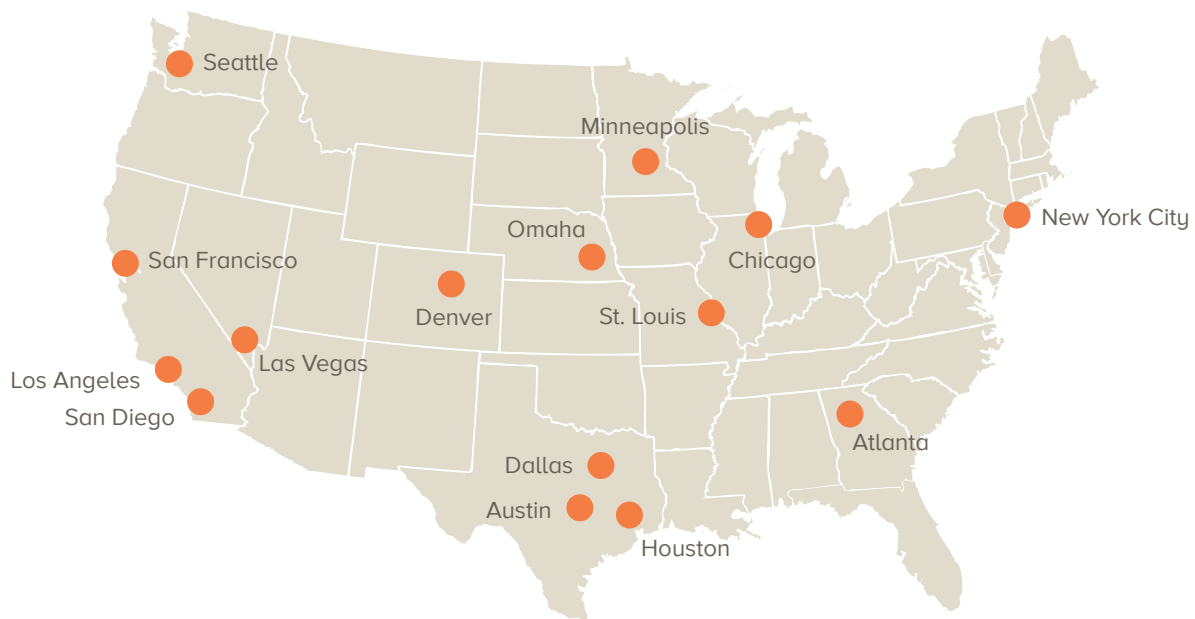 Seattle
Minneapolis
New York City
Omaha
San Francisco
Chicago
Denver
St. Louis
Las Vegas
Los Angeles
San Diego
Atlanta
Dallas
Austin
Houston